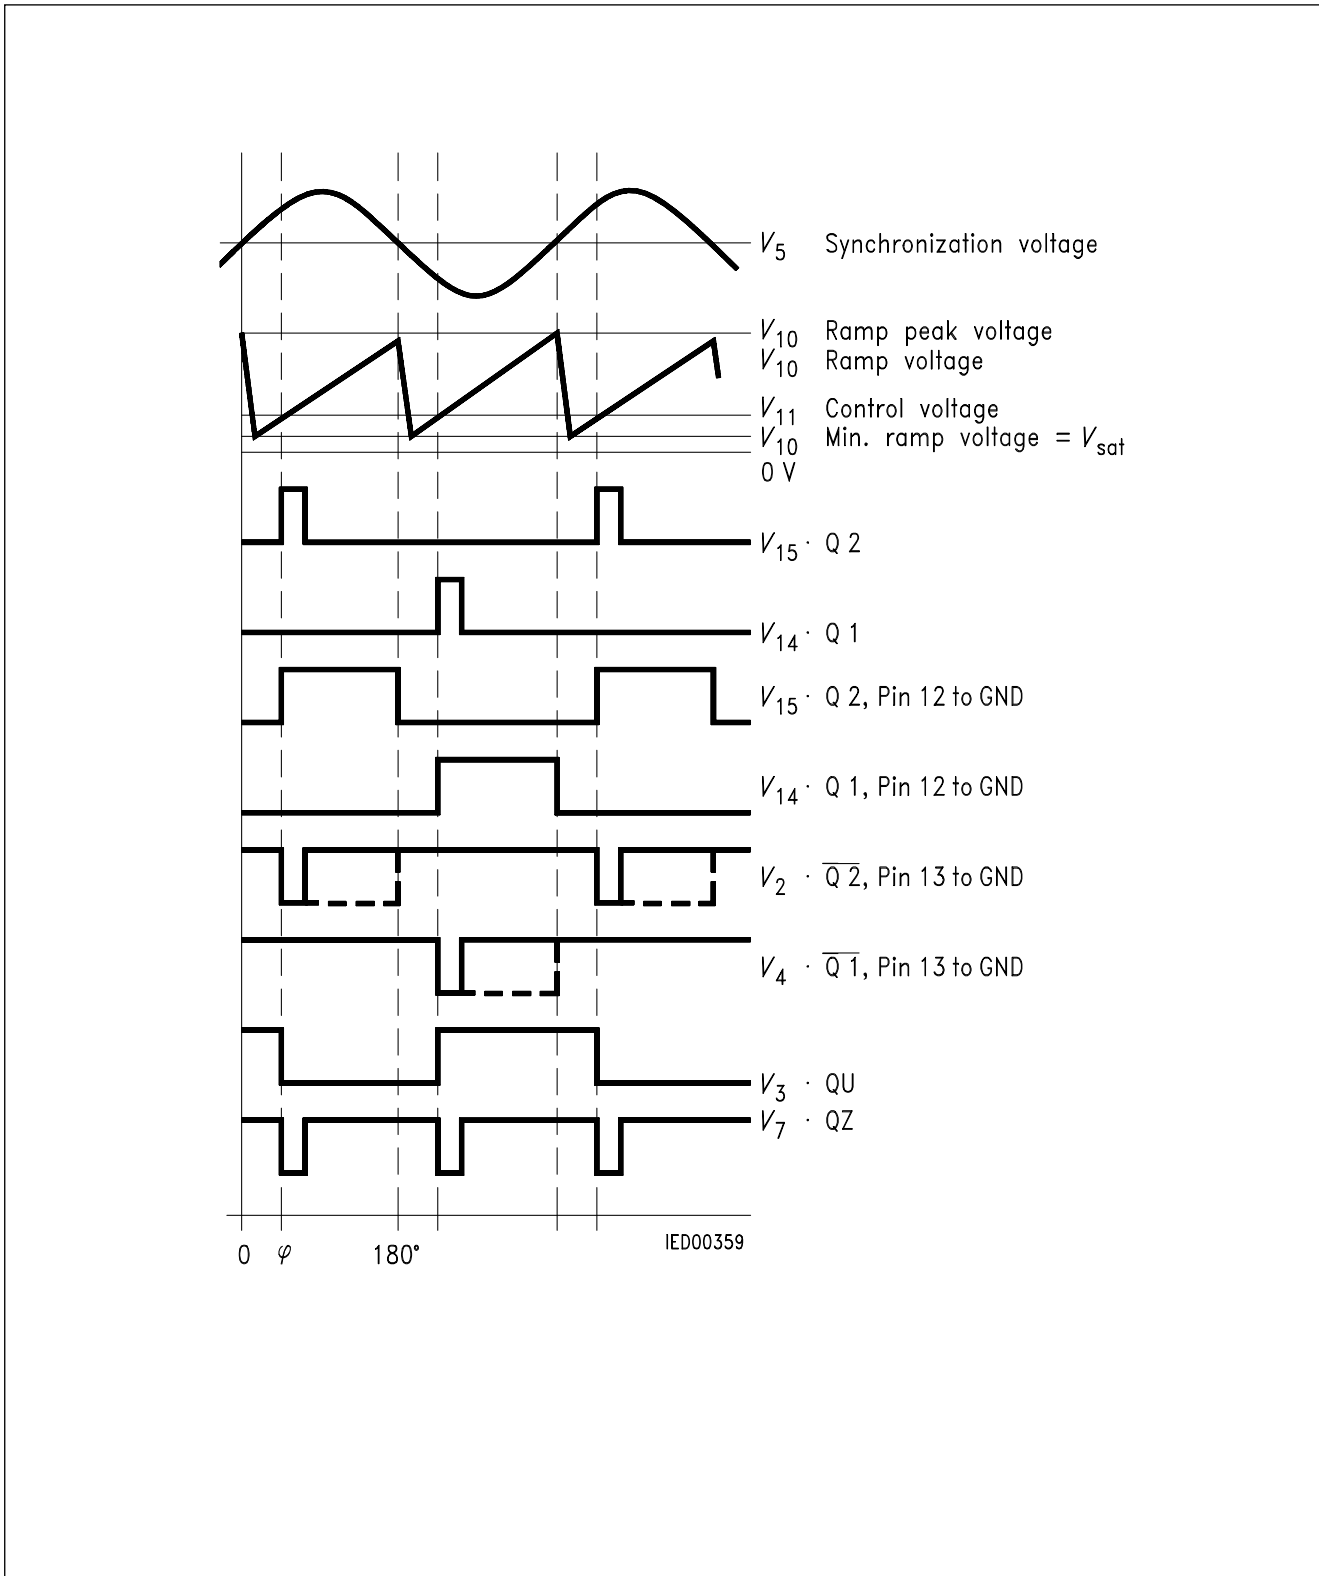 V5 Synchronization voltage
V10 Ramp peak voltage
V10 Ramp voltage
V11 Control voltage
V10 Min. ramp voltage = Vsat
0 V
V15 · Q 2
V14 · Q 1
V15 · Q 2, Pin 12 to GND
V14 · Q 1, Pin 12 to GND
V2 · Q̅ ̅2̅, Pin 13 to GND
V4 · Q̅ ̅1̅, Pin 13 to GND
V3 · QU
V7 · QZ
IED00359
0 φ 180°